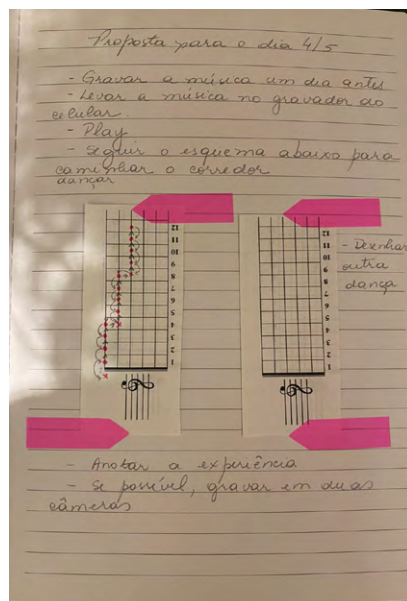 Proposta para o dia 4/5
- Gravar a música um dia antes
- Levar a música no gravador do
celular.
- Play
- Seguir o esquema abaixo para
caminhar o corredor
dançar
12
11
10
9
8
7
6
5
4
3
2
1
12
11
10
9
8
7
6
5
4
3
2
1
- Desenhar
outra
dança
- Anotar a experiência
- Se possível, gravar em duas
câmeras